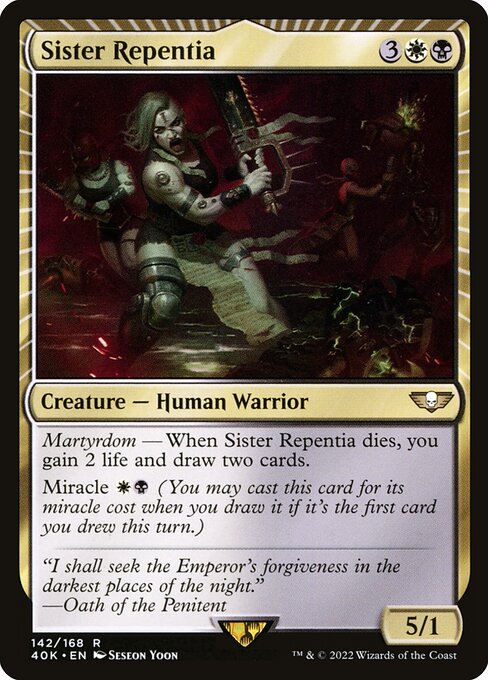 Sister Repentia 3
Creature — Human Warrior
Martyrdom — When Sister Repentia dies, you
gain 2 life and draw two cards.
Miracle (You may cast this card for its
miracle cost when you draw it if it's the first card
you drew this turn.)
“I shall seek the Emperor's forgiveness in the
darkest places of the night.”
—Oath of the Penitent
5/1
142/168 R
40K • EN Seseon Yoon ™ & © 2022 Wizards of the Coast